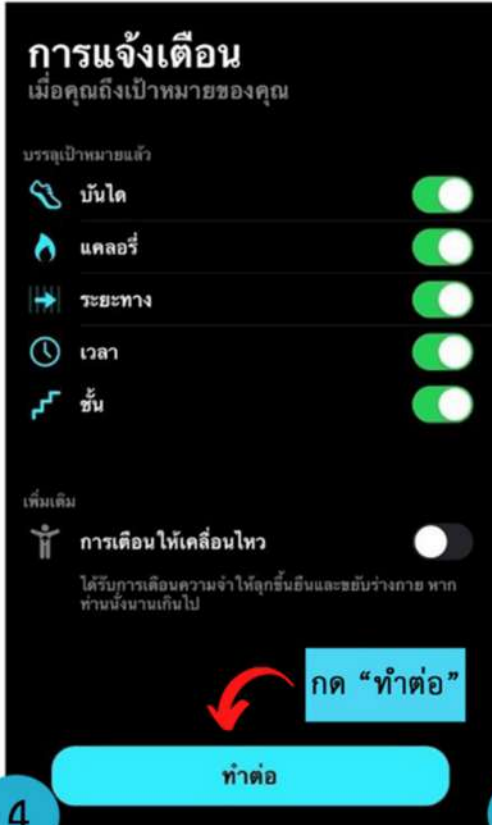 การแจ้งเตือน
เมื่อคุณถึงเป้าหมายของคุณ
บรรลุเป้าหมายแล้ว
บันได
แคลอรี่
ระยะทาง
เวลา
ชั้น
เพิ่มเติม
การเตือนให้เคลื่อนไหว
ได้รับการเตือนความจำให้ลุกขึ้นยืนและขยับร่างกาย หาก
ท่านนั่งนานเกินไป
กด “ทำต่อ”
ทำต่อ
4